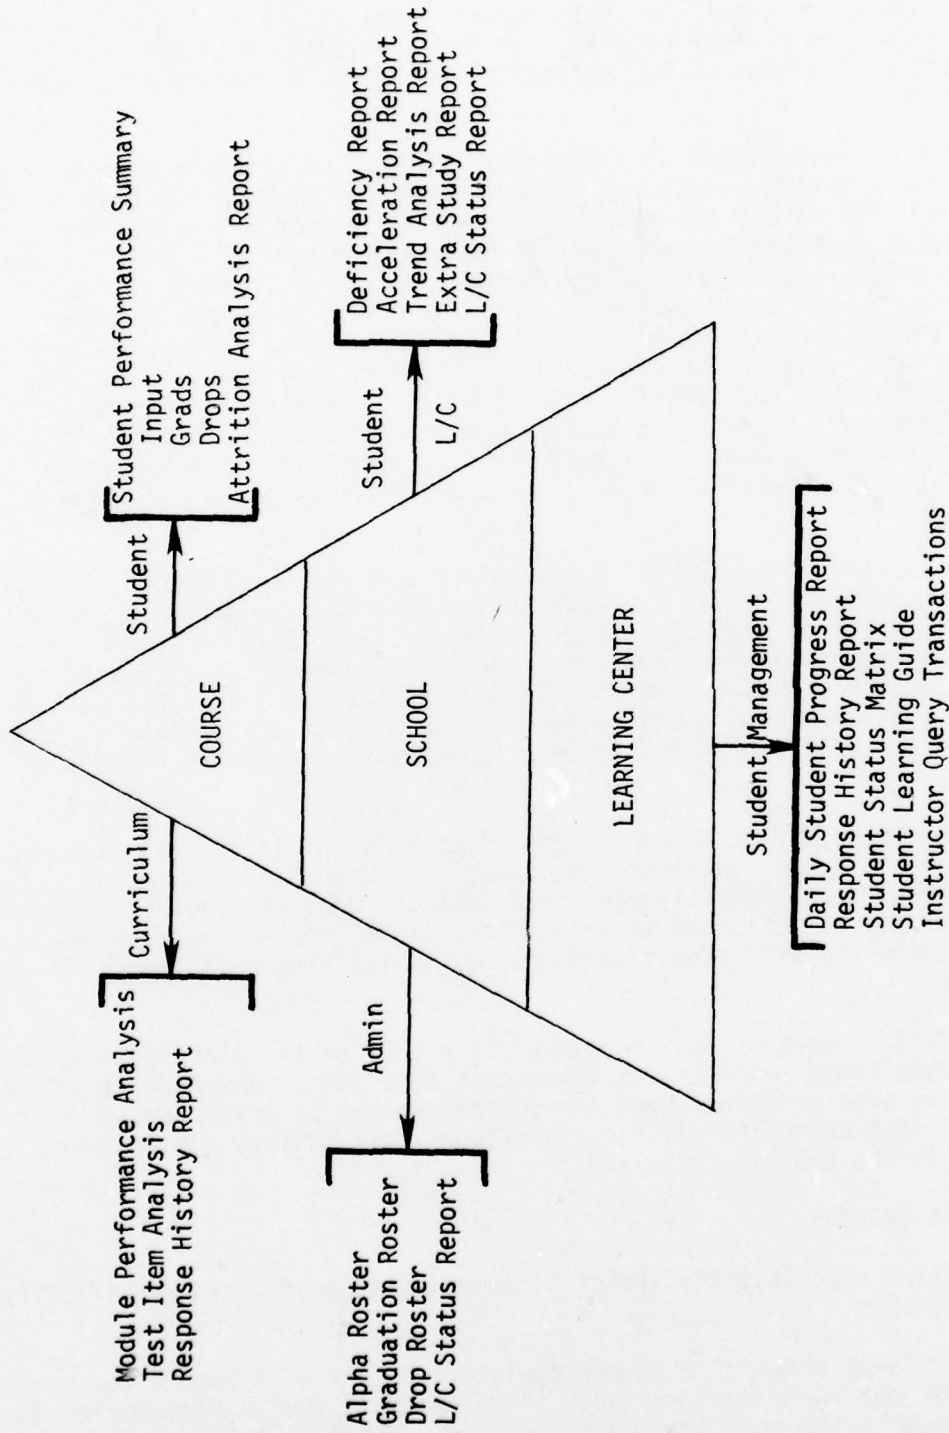 Student Performance Summary
Input
Grads
Drops
Attrition Analysis Report
Student
Curriculum
Module Performance Analysis
Test Item Analysis
Response History Report
COURSE
Deficiency Report
Acceleration Report
Trend Analysis Report
Extra Study Report
L/C Status Report
Student
L/C
SCHOOL
Admin
Alpha Roster
Graduation Roster
Drop Roster
L/C Status Report
LEARNING CENTER
Student Management
Daily Student Progress Report
Response History Report
Student Status Matrix
Student Learning Guide
Instructor Query Transactions